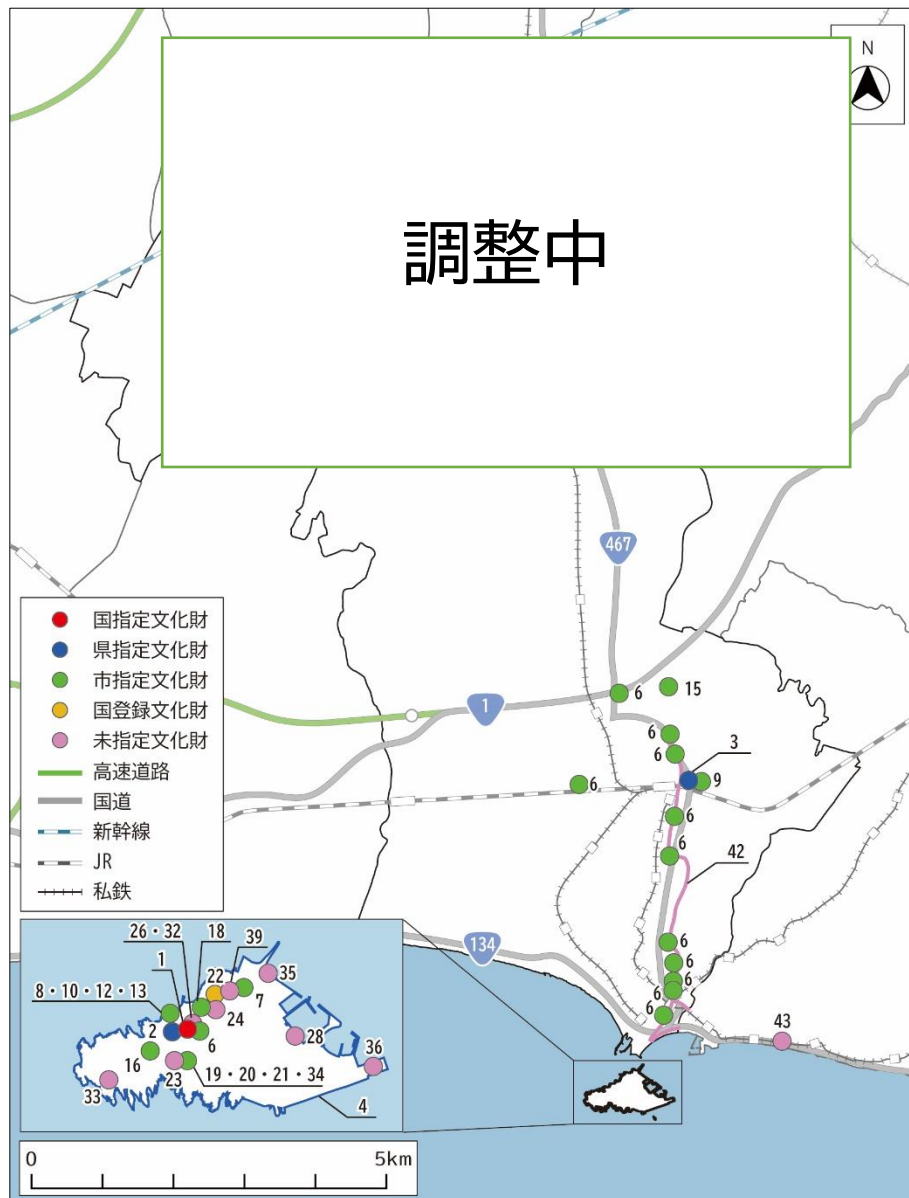 N
調整中
467
国指定文化財
県指定文化財
市指定文化財
国登録文化財
未指定文化財
高速道路
国道
新幹線
JR
私鉄
1
6
15
6
6
3
6
9
6
6
42
134
6
6
6
6
6
43
26・32
18
39
1
22
35
8・10・12・13
7
24
2
6
28
16
23
36
33
19・20・21・34
4
0
5km